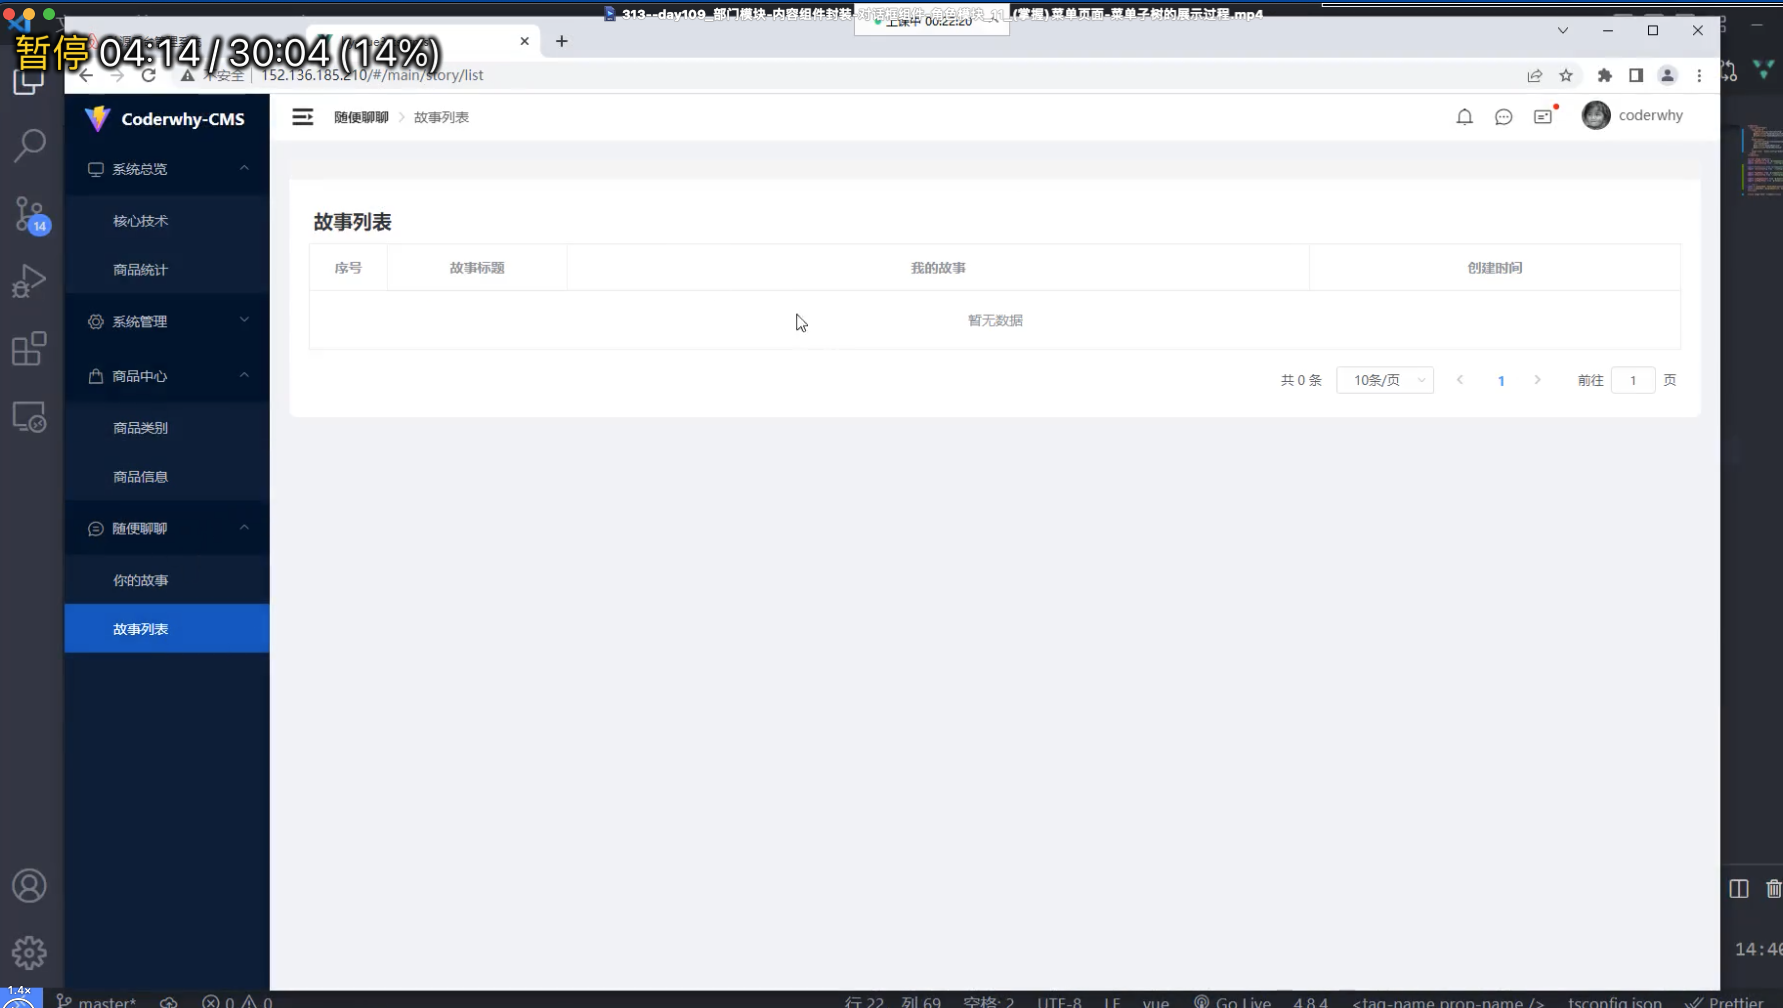 313--day109_部门模块-内容组件封装-对话框组件-角色模块_11_(掌握)菜单页面-菜单子树的展示过程.mp4
上课中 00:22:20
暂停 04:14 / 30:04 (14%)
不安全 152.136.185.210/#/main/story/list
Coderwhy-CMS
随便聊聊 故事列表
coderwhy
系统总览
核心技术
商品统计
系统管理
商品中心
商品类别
商品信息
随便聊聊
你的故事
故事列表
故事列表
序号 故事标题 我的故事 创建时间
暂无数据
共 0 条 10条/页 1 前往 1 页
14
14:40
1.4×
master* 0 0 行 22 列 69 空格: 2 UTF-8 LF vue Go Live 4.8.4 <tag-name prop-name /> tsconfig.json Prettier